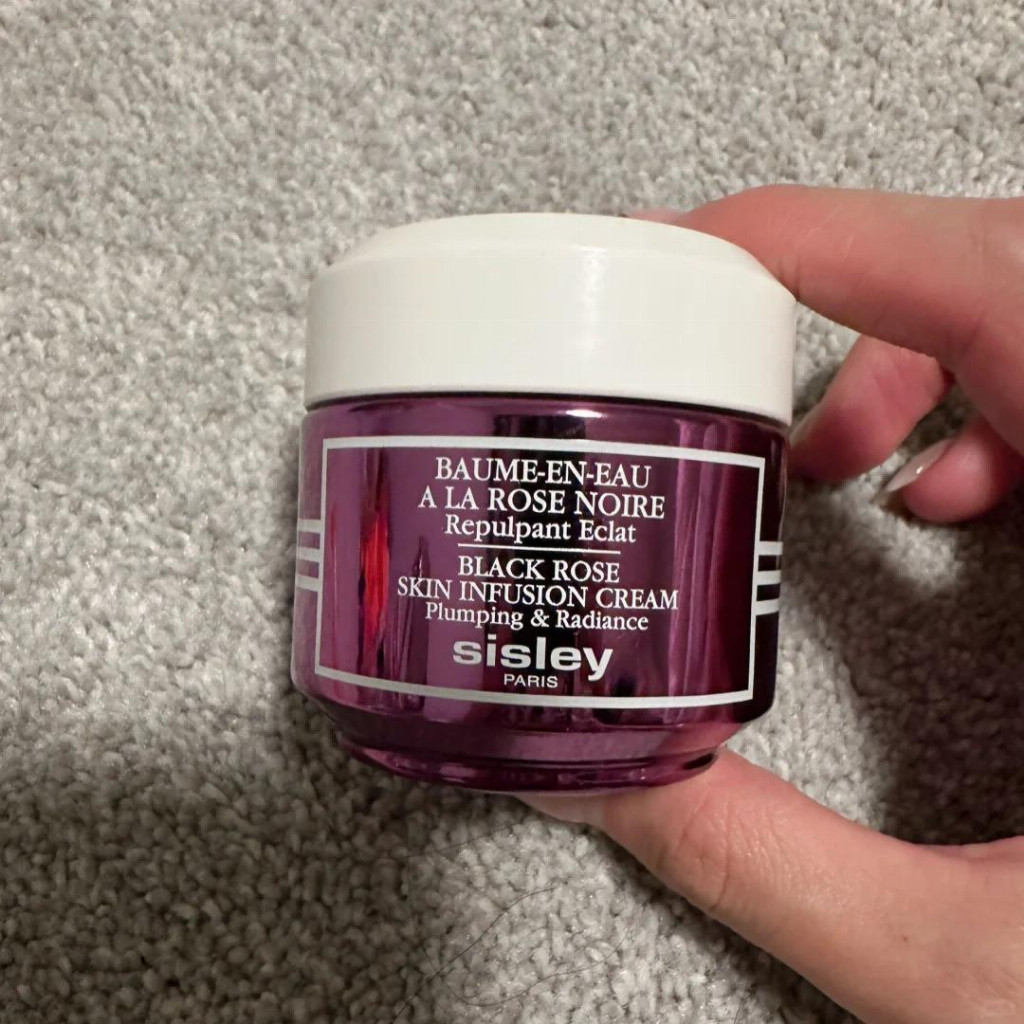 BAUME-EN-EAU
A LA ROSE NOIRE
Repulpant Eclat
BLACK ROSE
SKIN INFUSION CREAM
Plumping & Radiance
sisley
PARIS